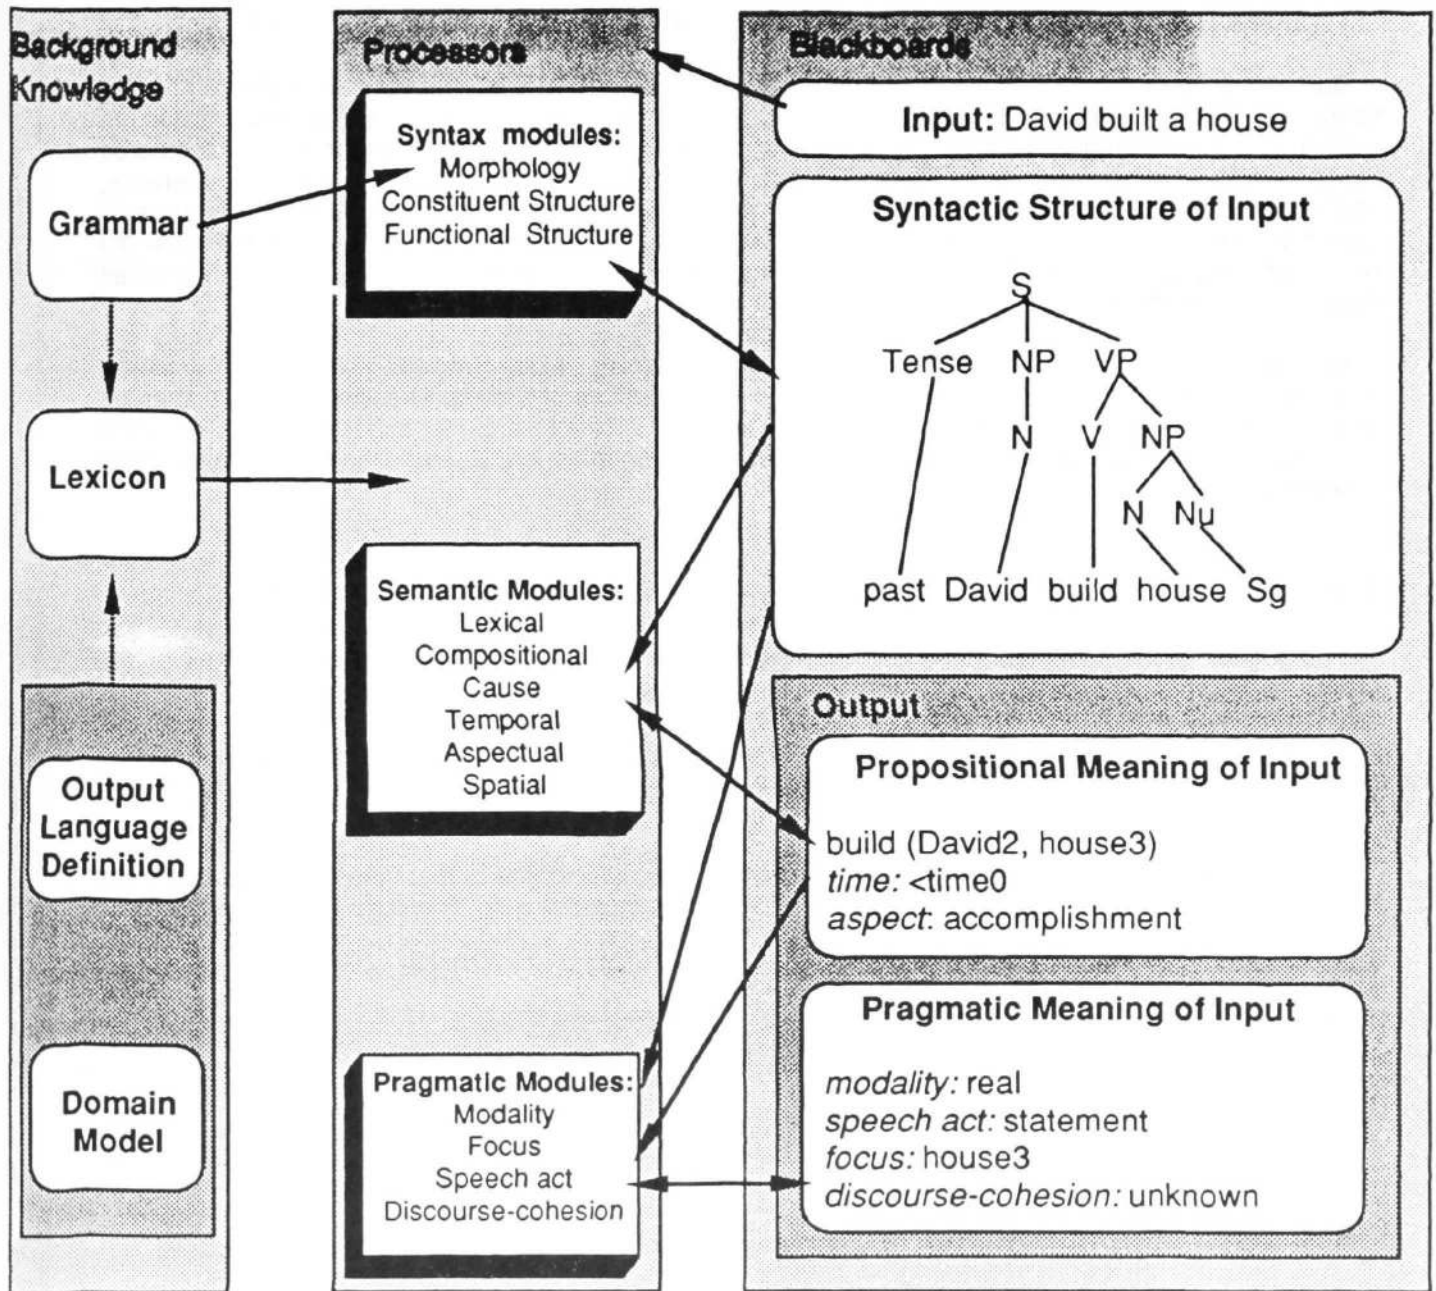 Background
Knowledge
Grammar
Lexicon
Output
Language
Definition
Domain
Model
Processors
Syntax modules:
Morphology
Constituent Structure
Functional Structure
Semantic Modules:
Lexical
Compositional
Cause
Temporal
Aspectual
Spatial
Pragmatic Modules:
Modality
Focus
Speech act
Discourse-cohesion
Blackboards
Input: David built a house
Syntactic Structure of Input
S
Tense NP VP
N V NP
N Nu
past David build house Sg
Output
Propositional Meaning of Input
build (David2, house3)
time: <time0
aspect: accomplishment
Pragmatic Meaning of Input
modality: real
speech act: statement
focus: house3
discourse-cohesion: unknown